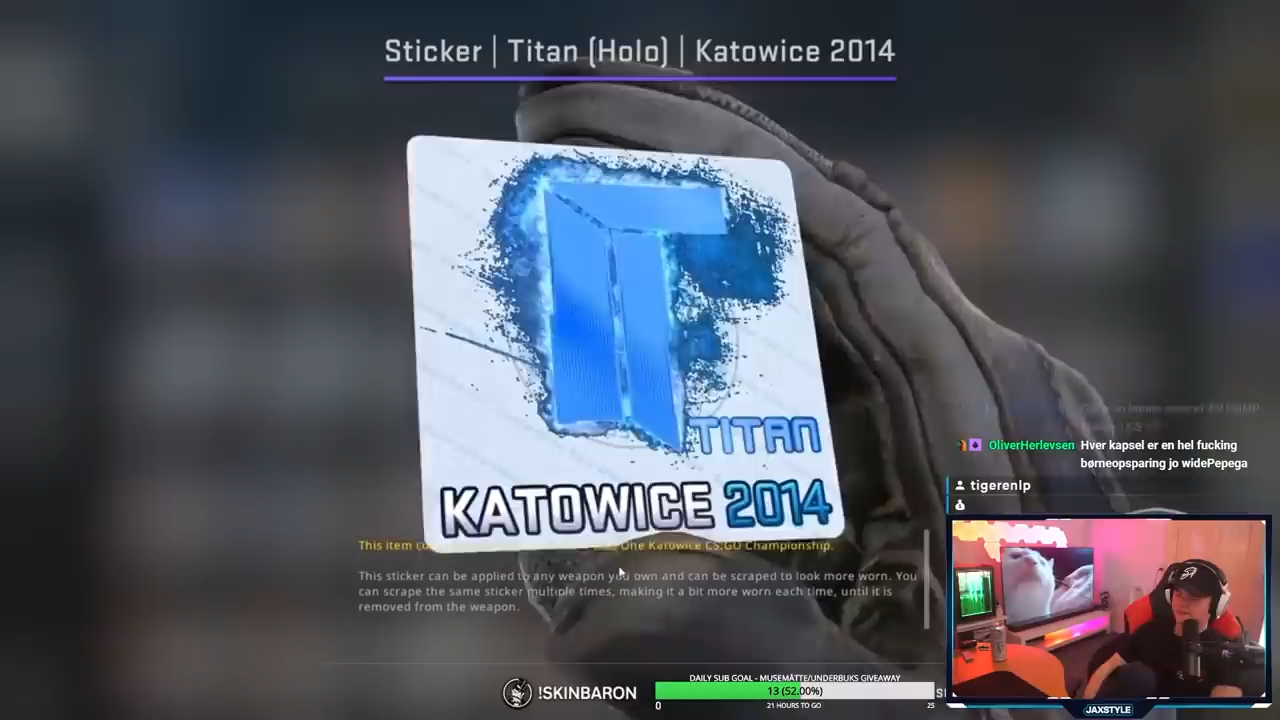 Sticker | Titan (Holo) | Katowice 2014
TITAN
KATOWICE 2014
This item co
One Katowice CS:GO Championship.
This sticker can be applied to any weapon you own and can be scraped to look more worn. You
can scrape the same sticker multiple times, making it a bit more worn each time, until it is
removed from the weapon.
OliverHerlevsen Hver kapsel er en hel fucking
børneopsparing jo widePepega
tigerenlp
!SKINBARON
DAILY SUB GOAL - MUSEMÅTTE/UNDERBUKS GIVEAWAY
13 (52.00%)
0 21 HOURS TO GO 25
JAXSTYLE